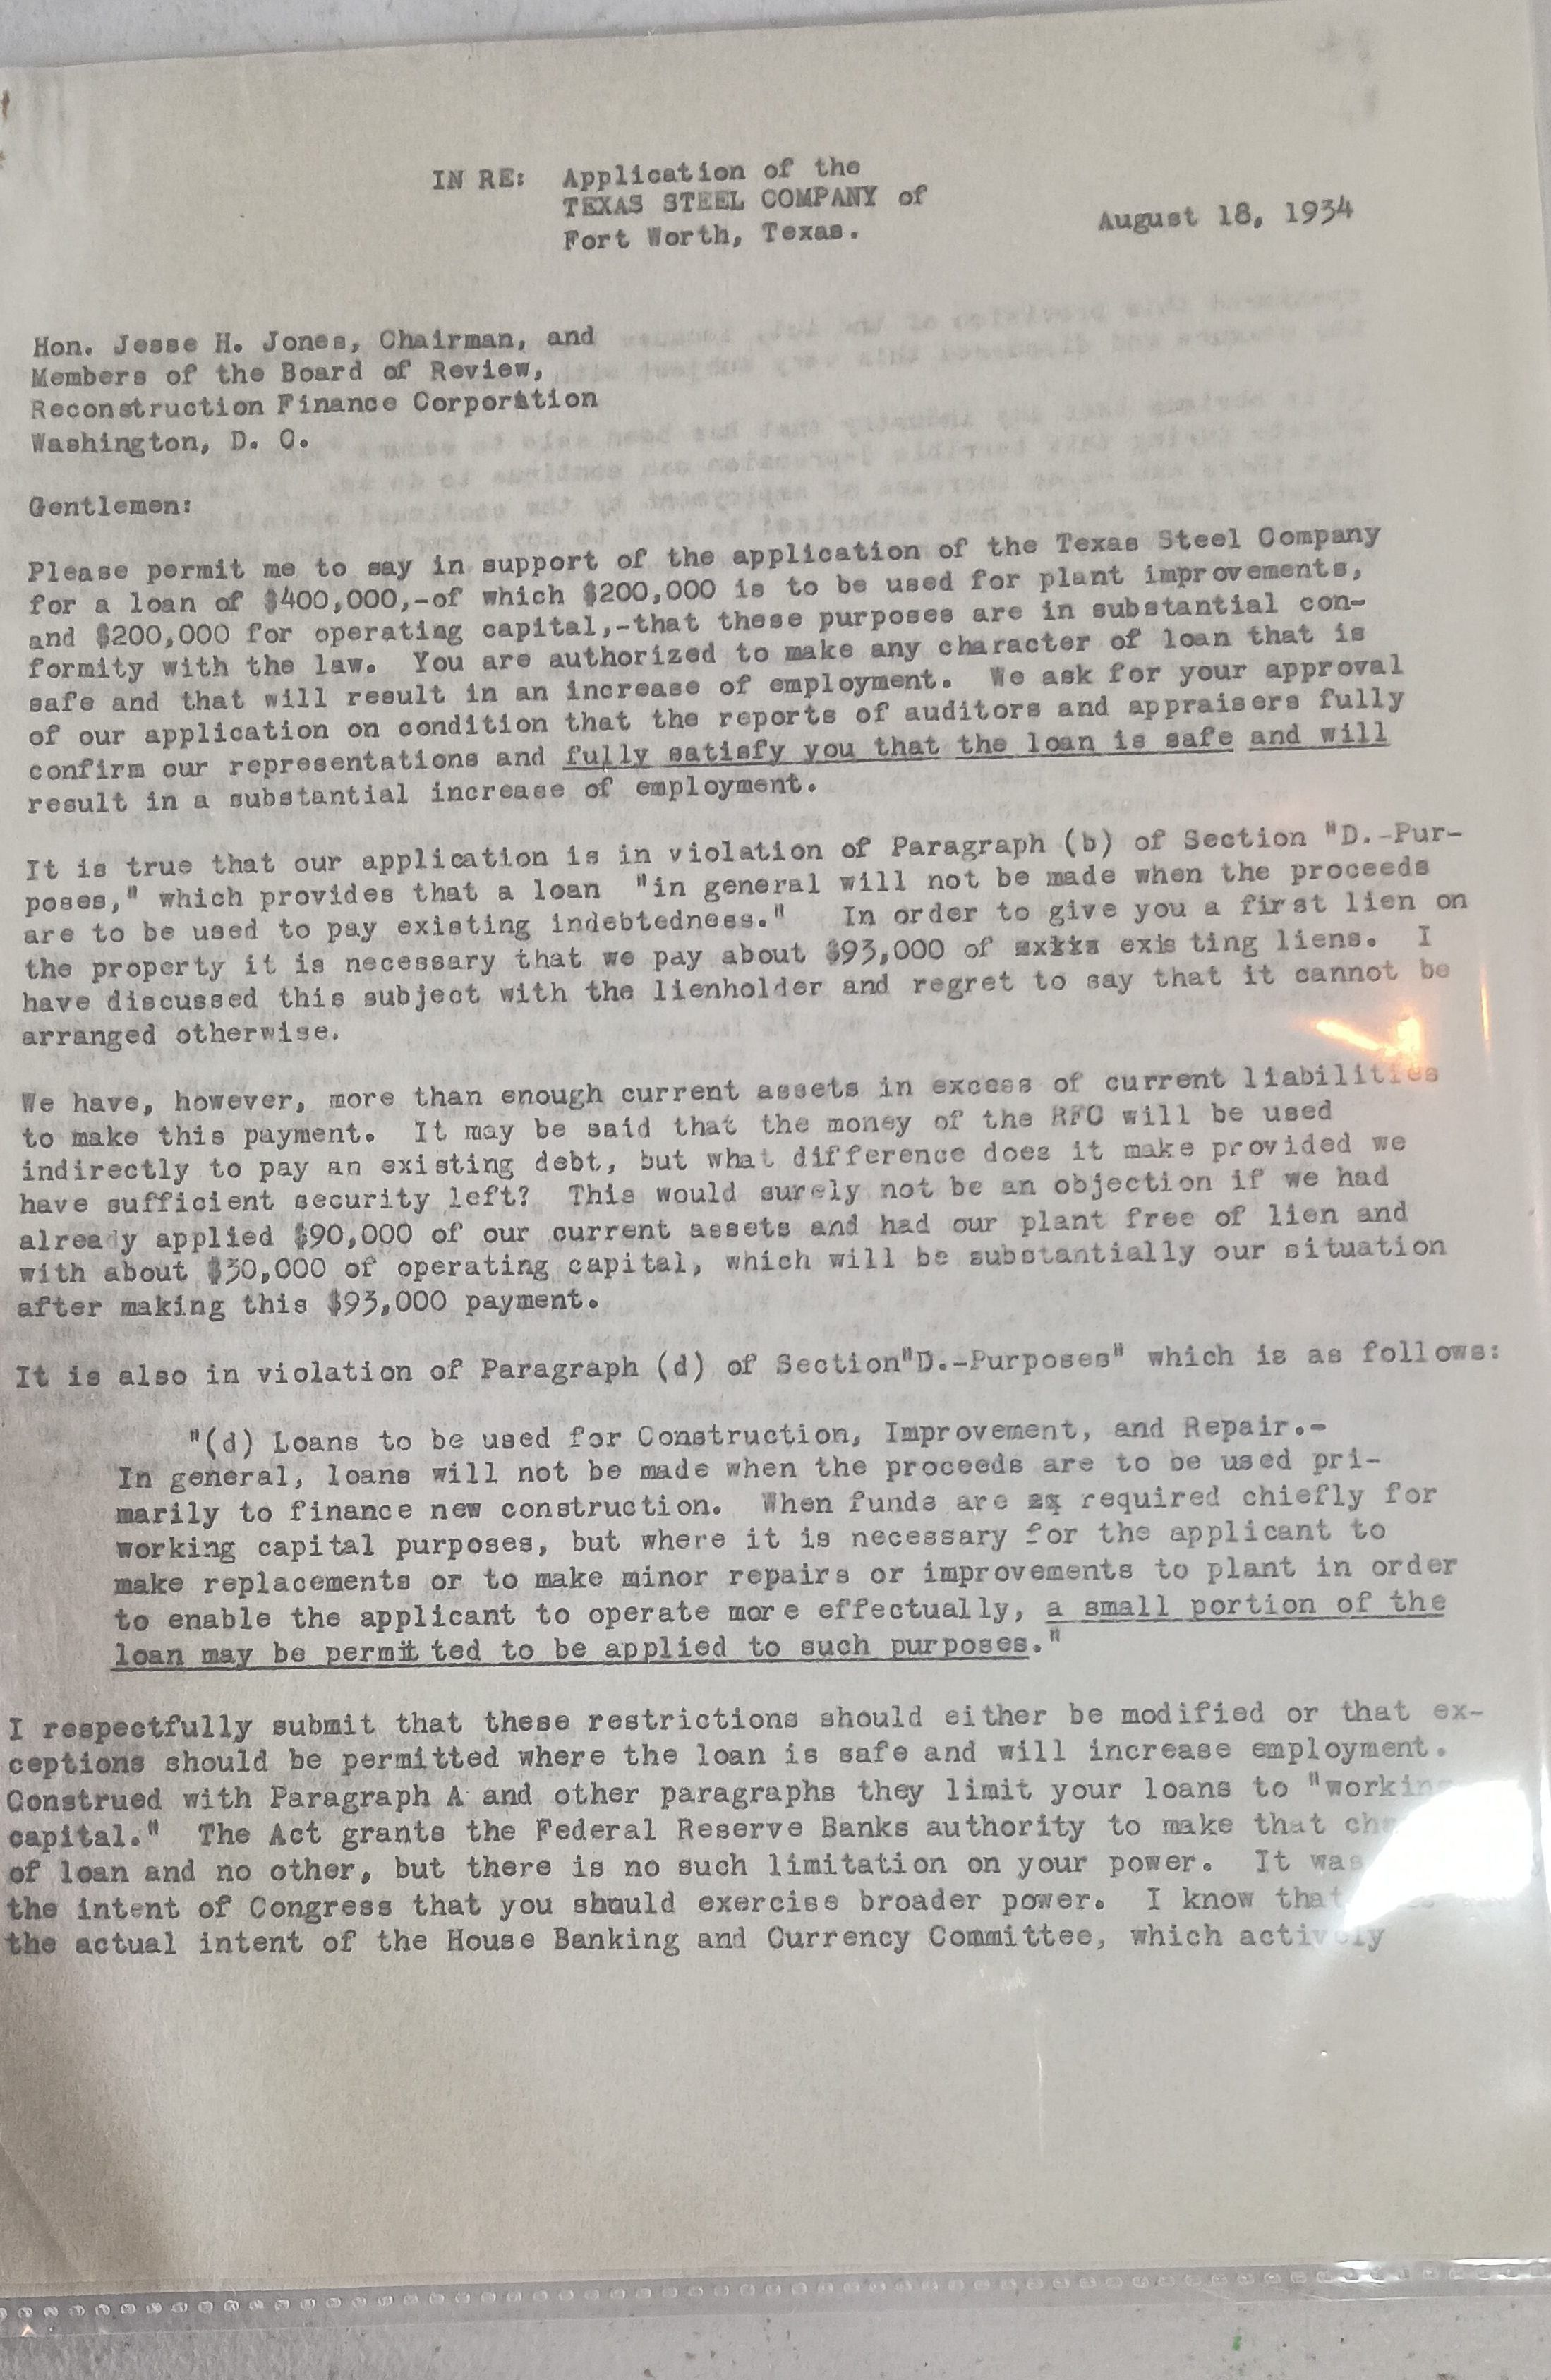 IN RE: Application of the
TEXAS STEEL COMPANY of
Fort Worth, Texas.
August 18, 1934
Hon. Jesse H. Jones, Chairman, and
Members of the Board of Review,
Reconstruction Finance Corporation
Washington, D. C.
Gentlemen:
Please permit me to say in support of the application of the Texas Steel Company
for a loan of $400,000,-of which $200,000 is to be used for plant improvements,
and $200,000 for operating capital,-that these purposes are in substantial con-
formity with the law. You are authorized to make any character of loan that is
safe and that will result in an increase of employment. We ask for your approval
of our application on condition that the reports of auditors and appraisers fully
confirm our representations and fully satisfy you that the loan is safe and will
result in a substantial increase of employment.
It is true that our application is in violation of Paragraph (b) of Section "D.-Pur-
poses," which provides that a loan "in general will not be made when the proceeds
are to be used to pay existing indebtedness." In order to give you a first lien on
the property it is necessary that we pay about $93,000 of exis ting liens. I
have discussed this subject with the lienholder and regret to say that it cannot be
arranged otherwise.
We have, however, more than enough current assets in excess of current liabilities
to make this payment. It may be said that the money of the RFC will be used
indirectly to pay an existing debt, but what difference does it make provided we
have sufficient security left? This would surely not be an objection if we had
already applied $90,000 of our current assets and had our plant free of lien and
with about $30,000 of operating capital, which will be substantially our situation
after making this $93,000 payment.
It is also in violation of Paragraph (d) of Section"D.-Purposes" which is as follows:
"(d) Loans to be used for Construction, Improvement, and Repair.-
In general, loans will not be made when the proceeds are to be used pri-
marily to finance new construction. When funds are required chiefly for
working capital purposes, but where it is necessary for the applicant to
make replacements or to make minor repairs or improvements to plant in order
to enable the applicant to operate more effectually, a small portion of the
loan may be permit ted to be applied to such purposes."
I respectfully submit that these restrictions should either be modified or that ex-
ceptions should be permitted where the loan is safe and will increase employment.
Construed with Paragraph A and other paragraphs they limit your loans to "working
capital." The Act grants the Federal Reserve Banks authority to make that
of loan and no other, but there is no such limitation on your power. It was
the intent of Congress that you should exercise broader power. I know that
the actual intent of the House Banking and Currency Committee, which actively